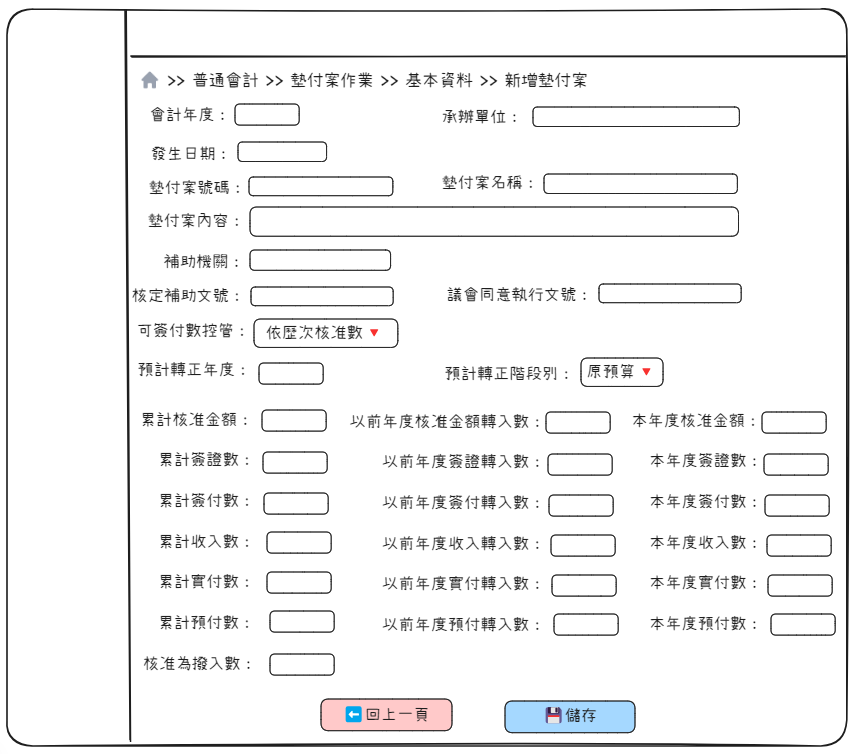 >> 普通會計 >> 墊付案作業 >> 基本資料 >> 新增墊付案
會計年度： 承辦單位：
發生日期：
墊付案號碼： 墊付案名稱：
墊付案內容：
補助機關：
核定補助文號： 議會同意執行文號：
可簽付數控管： 依歷次核准數
預計轉正年度： 預計轉正階段別： 原預算
累計核准金額： 以前年度核准金額轉入數： 本年度核准金額：
累計簽證數： 以前年度簽證轉入數： 本年度簽證數：
累計簽付數： 以前年度簽付轉入數： 本年度簽付數：
累計收入數： 以前年度收入轉入數： 本年度收入數：
累計實付數： 以前年度實付轉入數： 本年度實付數：
累計預付數： 以前年度預付轉入數： 本年度預付數：
核准為撥入數：
回上一頁 儲存